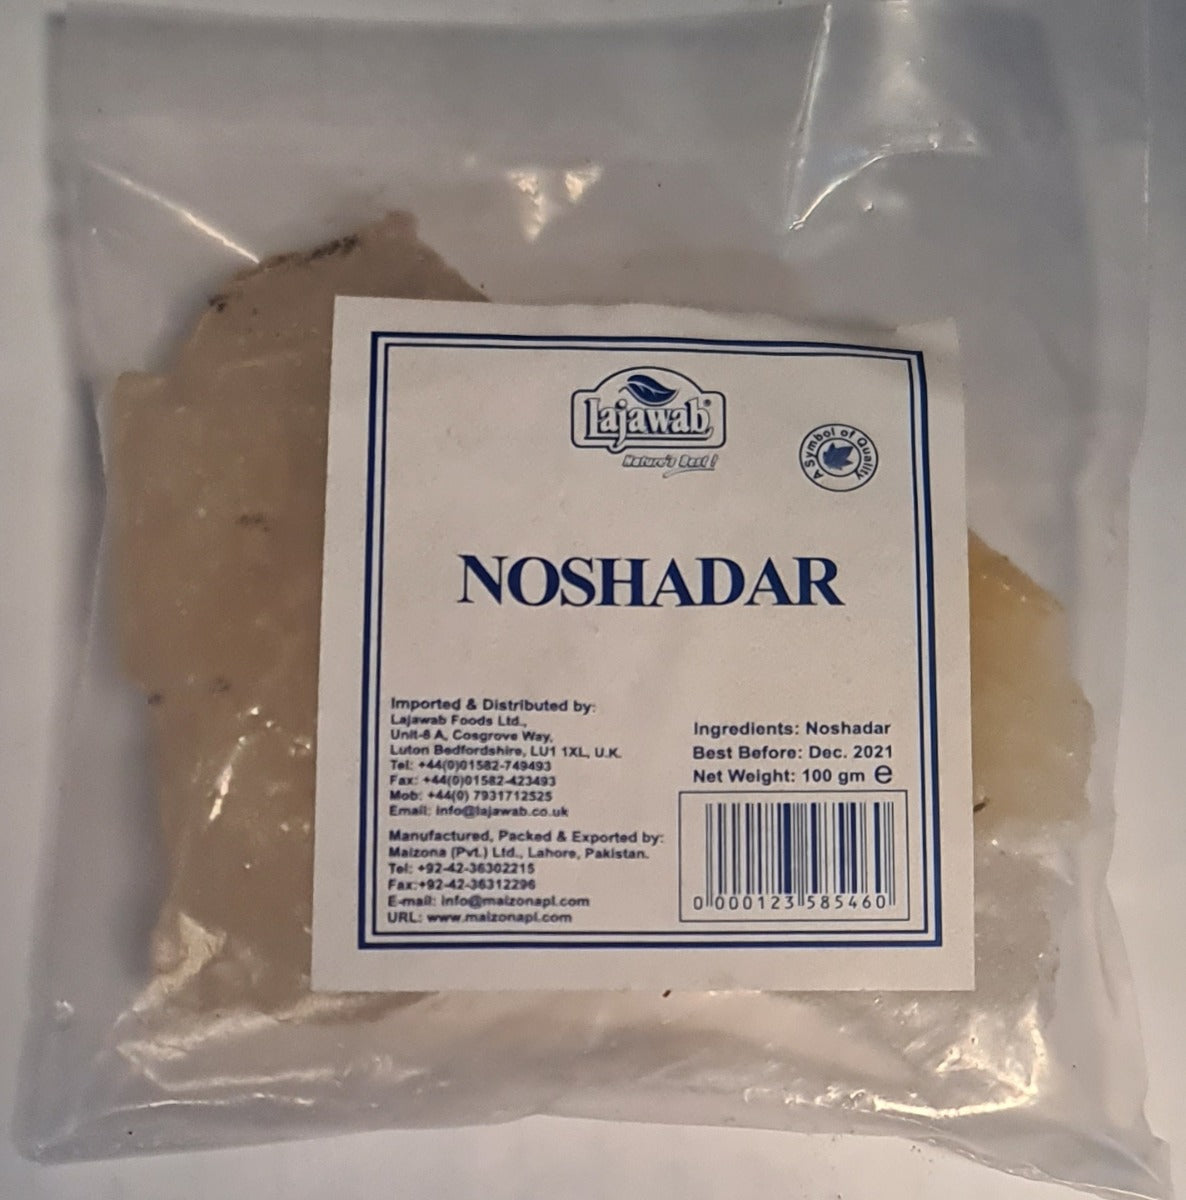 Lajawab®
Nature's Best !
A Symbol of Quality
NOSHADAR
Imported & Distributed by:
Lajawab Foods Ltd.,
Unit-6 A, Cosgrove Way,
Luton Bedfordshire, LU1 1XL, U.K.
Tel: +44(0)01582-749493
Fax: +44(0)01582-423493
Mob: +44(0) 7931712525
Email: info@lajawab.co.uk
Manufactured, Packed & Exported by:
Maizona (Pvt.) Ltd., Lahore, Pakistan.
Tel: +92-42-36302215
Fax:+92-42-36312296
E-mail: info@maizonapl.com
URL: www.maizonapl.com
Ingredients: Noshadar
Best Before: Dec. 2021
Net Weight: 100 gm ℮
0 000123 585460